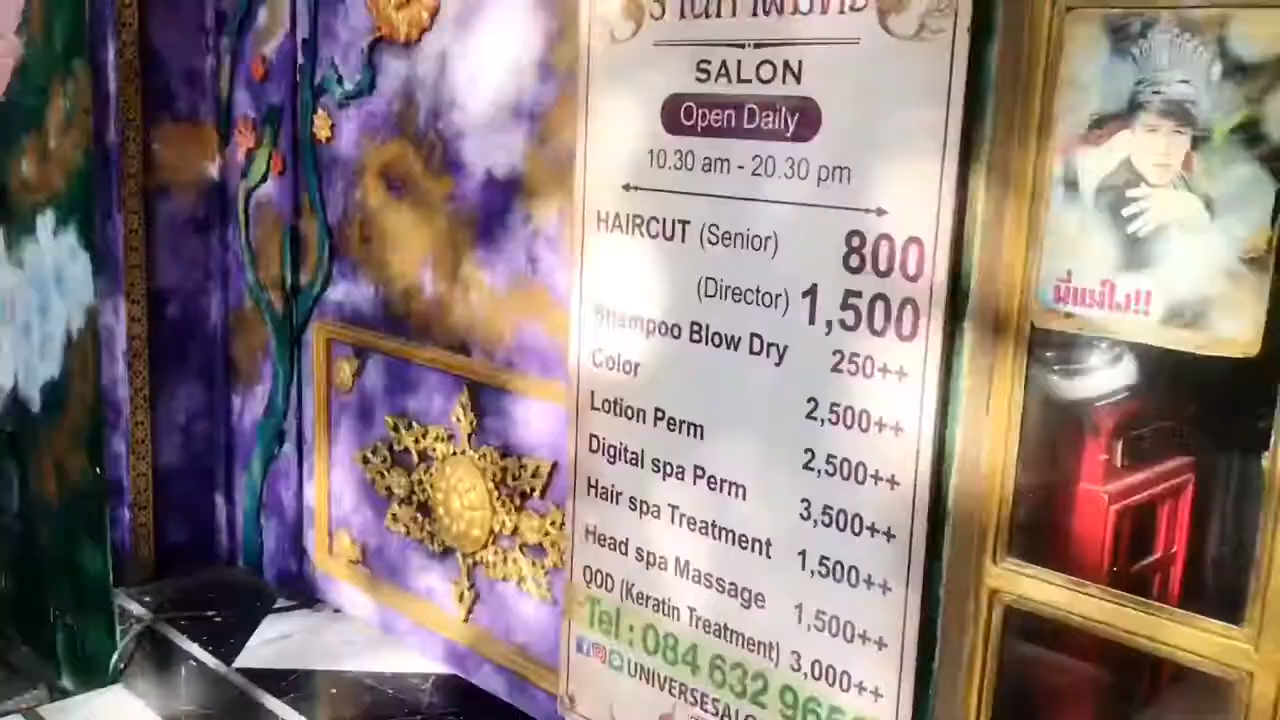 SALON
Open Daily
10.30 am - 20.30 pm
HAIRCUT (Senior) 800
(Director) 1,500
Shampoo Blow Dry 250++
Color 2,500++
Lotion Perm 2,500++
Digital spa Perm 3,500++
Hair spa Treatment 1,500++
Head spa Massage 1,500++
QOD (Keratin Treatment) 3,000++
Tel : 084 632